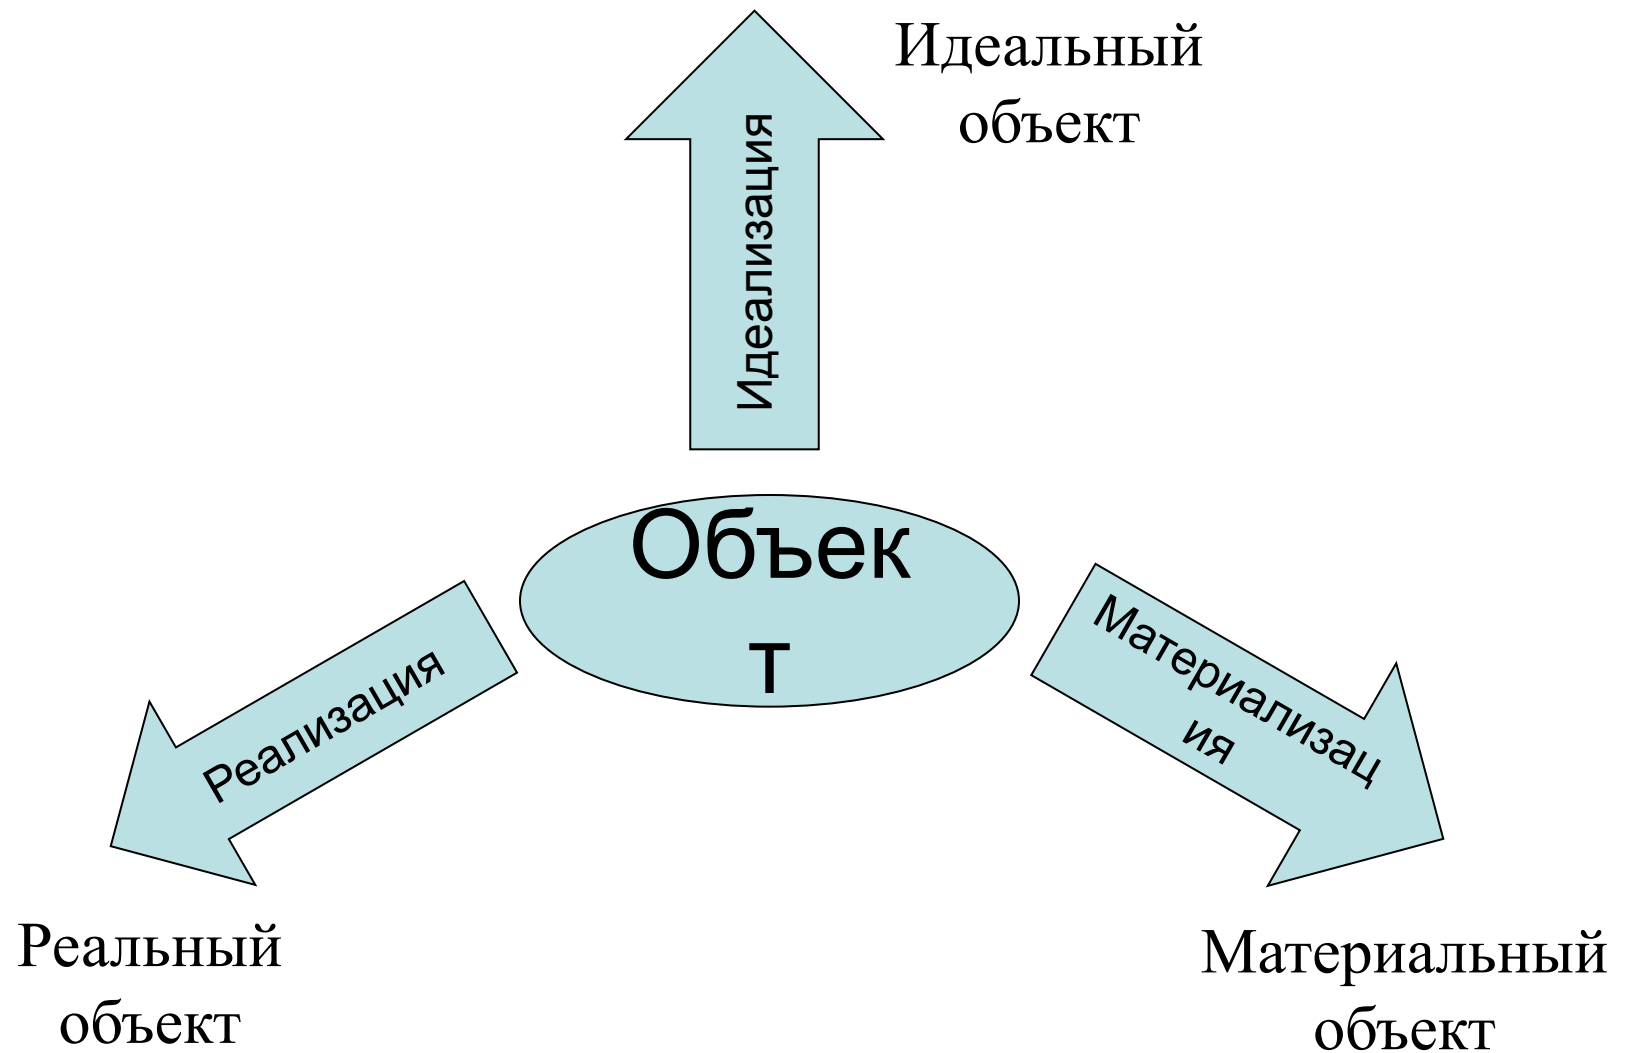 Идеальный
объект
Идеализация
Объек
т
Реализация
Материализац
ия
Реальный
объект
Материальный
объект